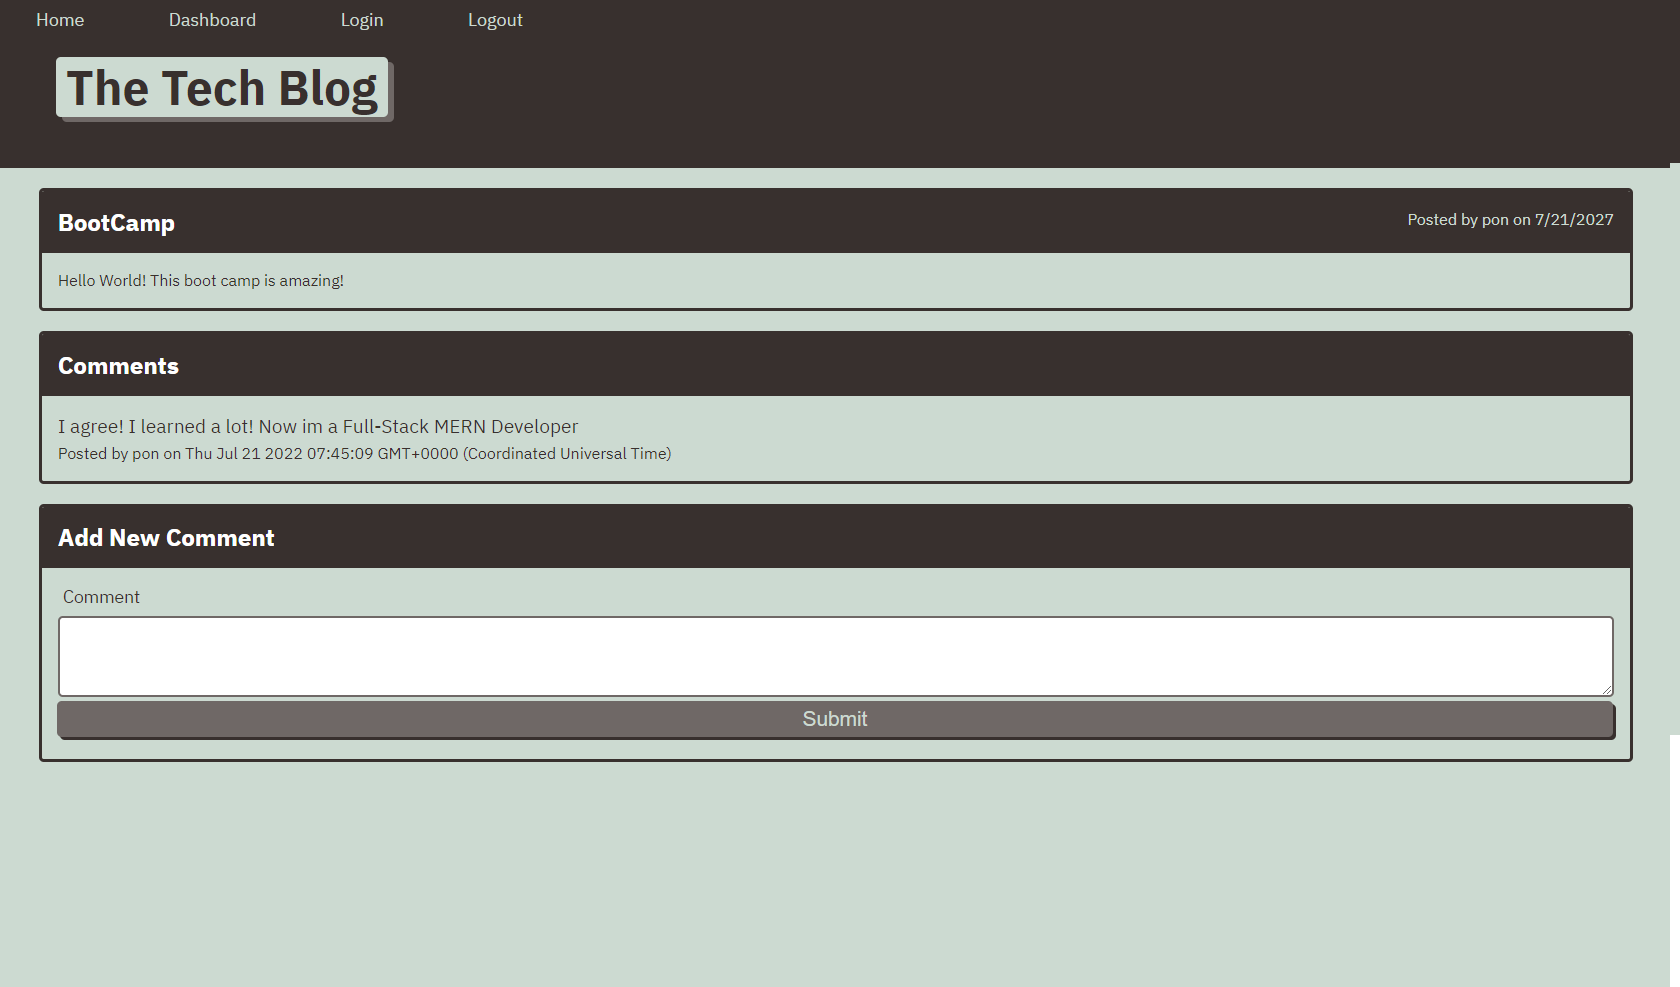 Home Dashboard Login Logout
The Tech Blog
BootCamp Posted by pon on 7/21/2027
Hello World! This boot camp is amazing!
Comments
I agree! I learned a lot! Now im a Full-Stack MERN Developer
Posted by pon on Thu Jul 21 2022 07:45:09 GMT+0000 (Coordinated Universal Time)
Add New Comment
Comment
Submit